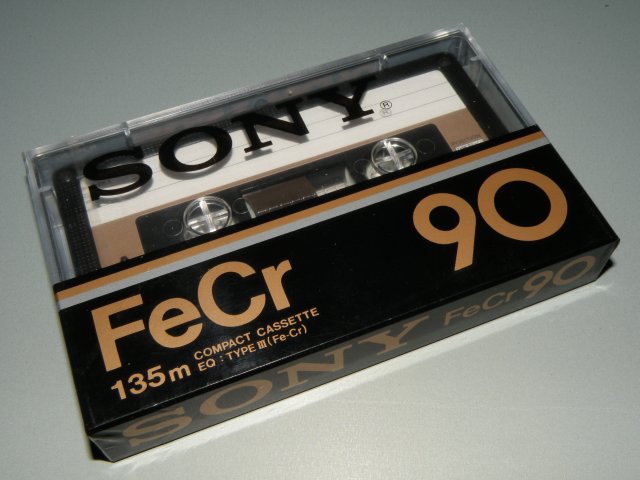 SONY®
FeCr 90
135m
COMPACT CASSETTE
EQ : TYPE III (Fe-Cr)
SONY FeCr 90